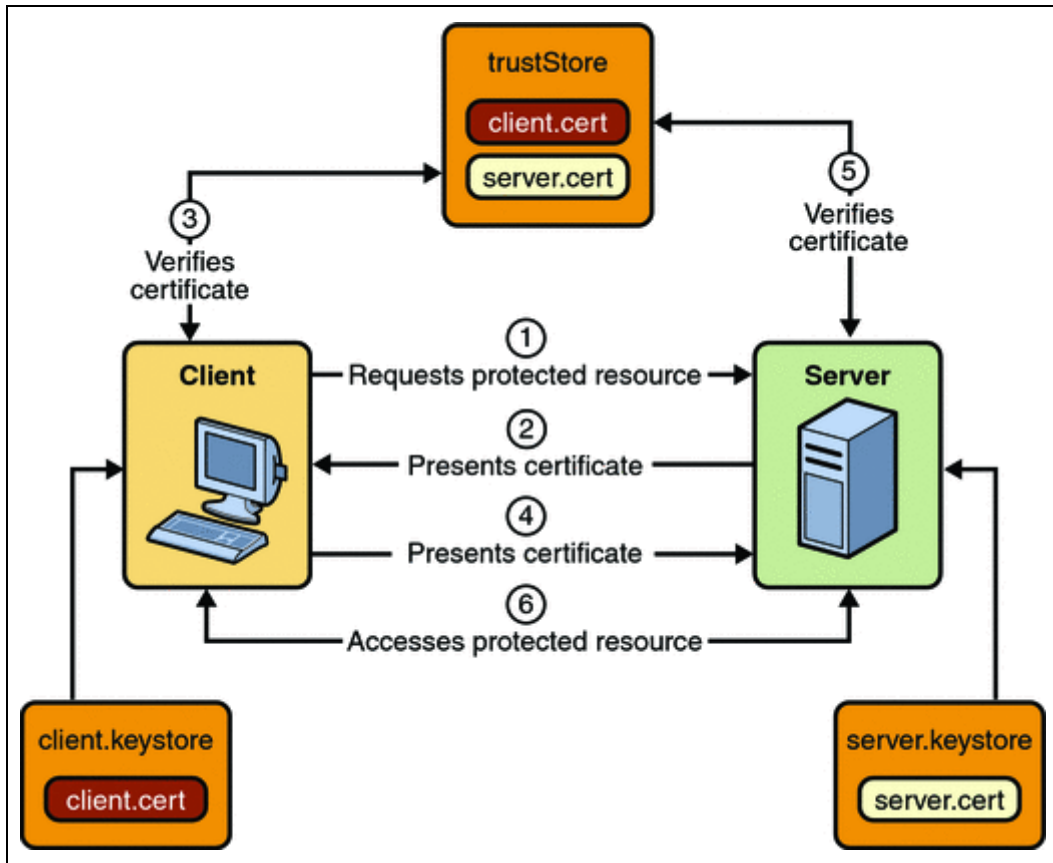 trustStore
client.cert
server.cert
3
Verifies
certificate
5
Verifies
certificate
Client
1
Requests protected resource
2
Presents certificate
4
Presents certificate
6
Accesses protected resource
Server
client.keystore
client.cert
server.keystore
server.cert